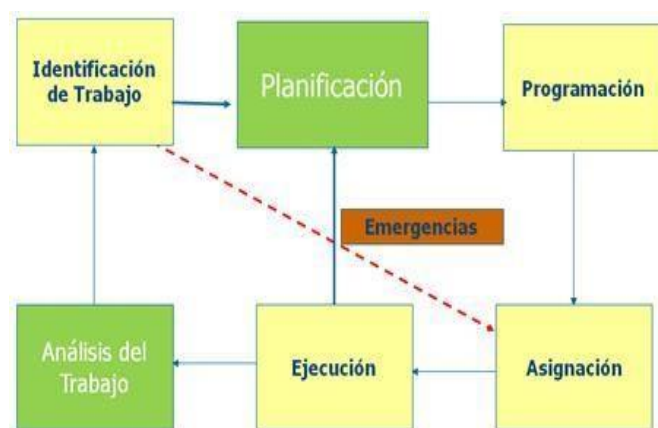 Identificación
de Trabajo
Planificación
Programación
Emergencias
Análisis del
Trabajo
Ejecución
Asignación